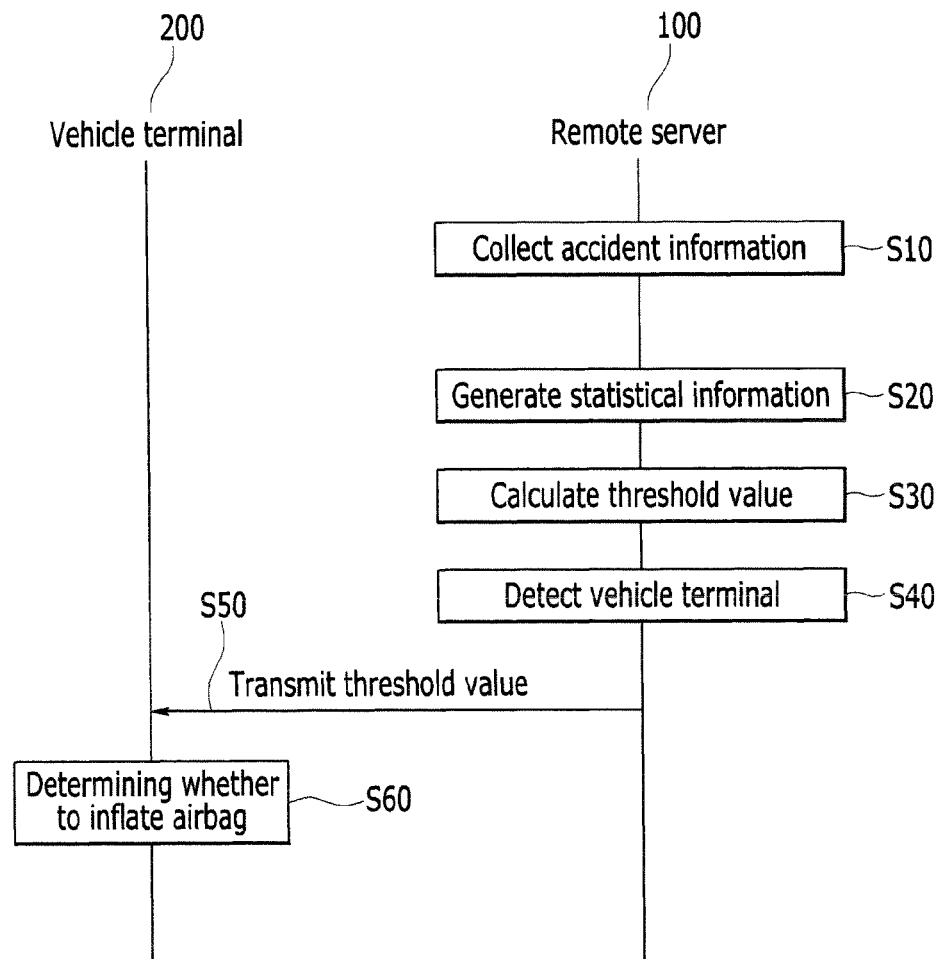 200
100
Vehicle terminal
Remote server
Collect accident information
S10
Generate statistical information
S20
Calculate threshold value
S30
Detect vehicle terminal
S40
S50
Transmit threshold value
Determining whether
to inflate airbag
S60